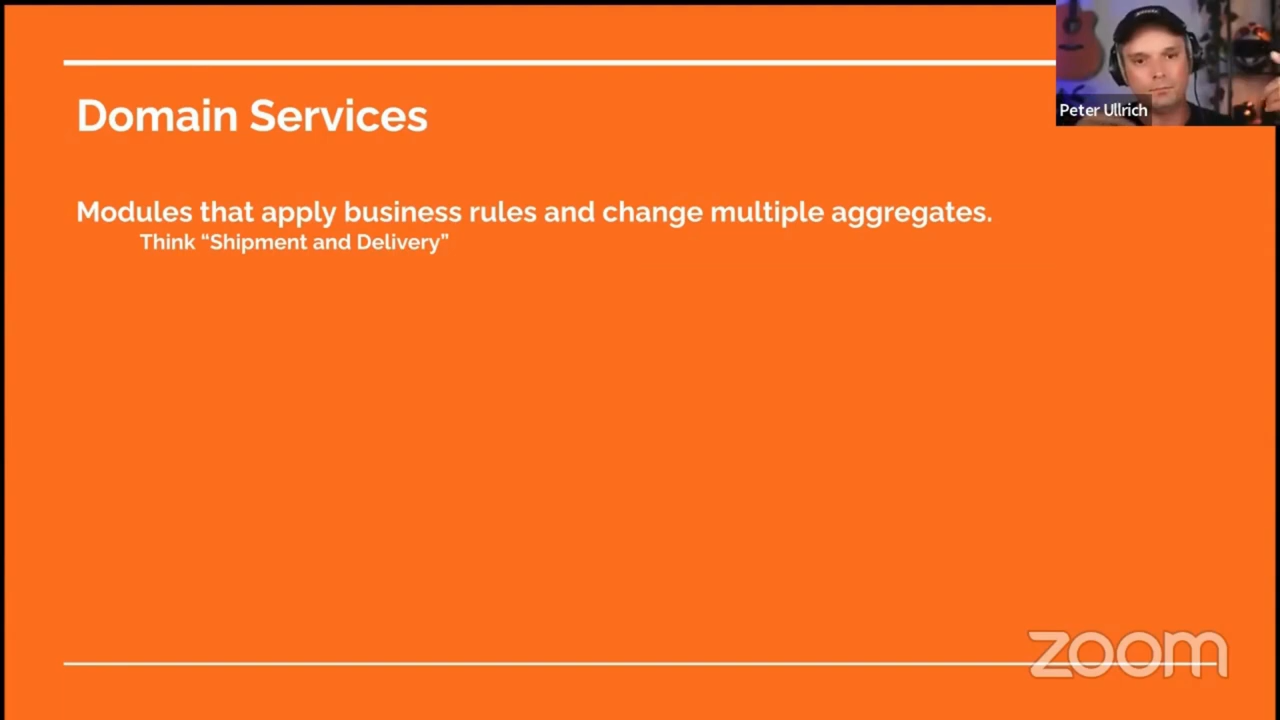 Domain Services
Modules that apply business rules and change multiple aggregates.
Think “Shipment and Delivery”
Peter Ullrich
zoom